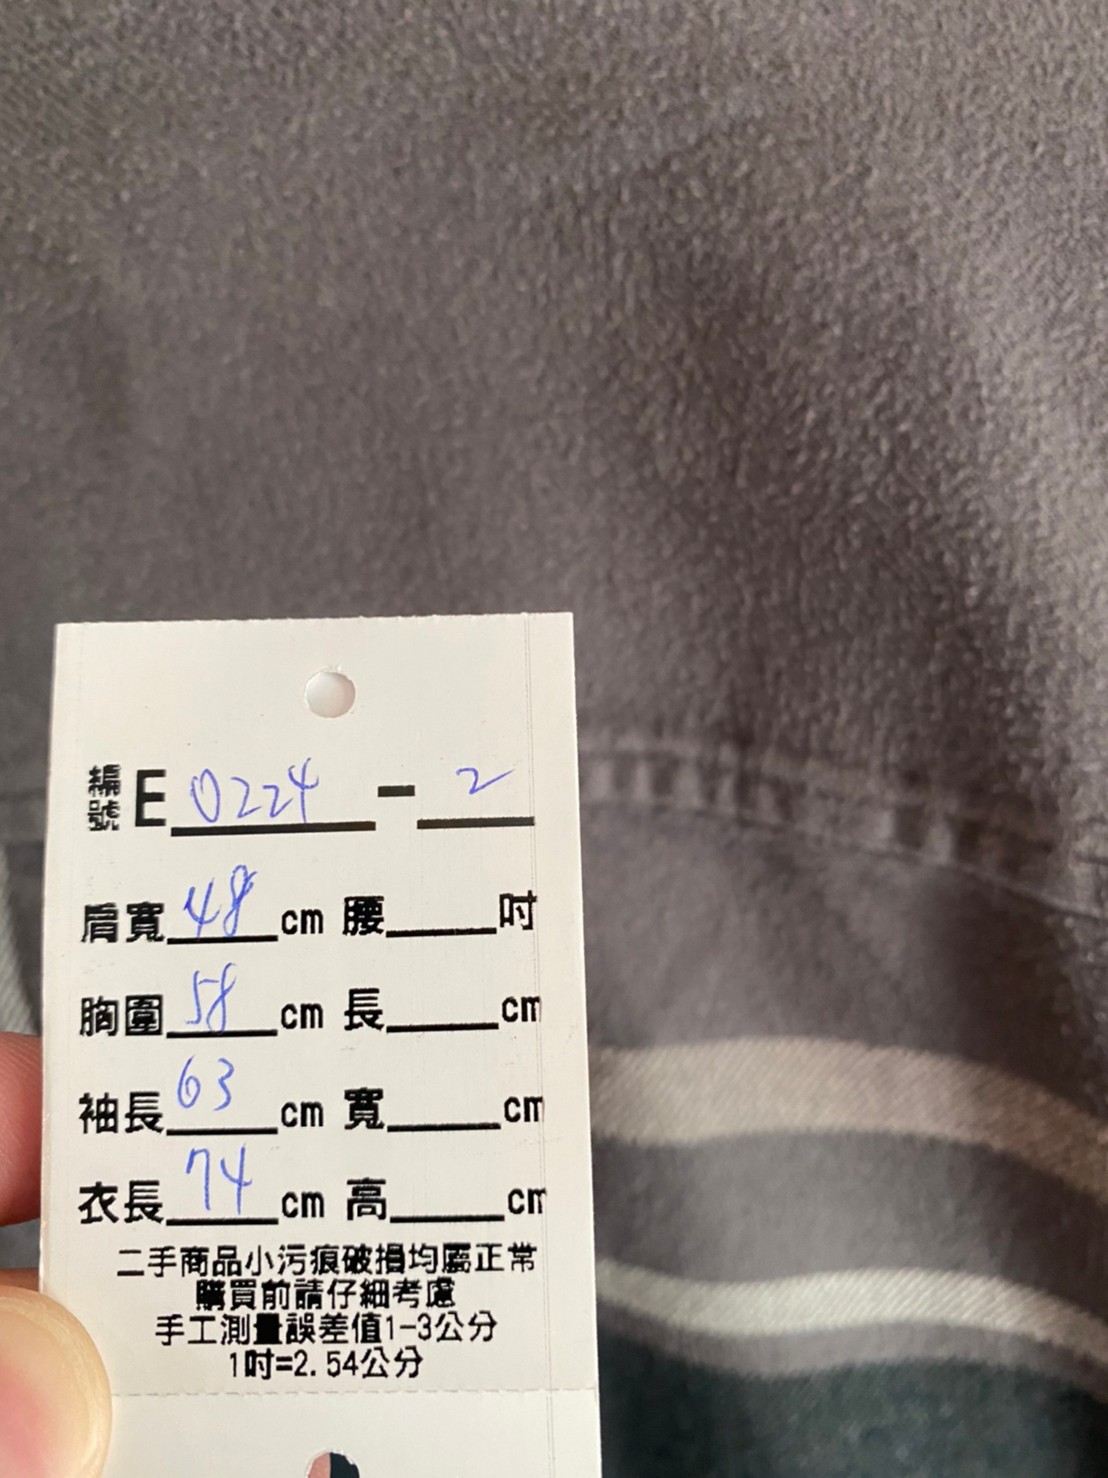 編號E 0224 - 2
肩寬 48 cm 腰 吋
胸圍 58 cm 長 cm
袖長 63 cm 寬 cm
衣長 74 cm 高 cm
二手商品小污痕破損均屬正常
購買前請仔細考慮
手工測量誤差值1-3公分
1吋=2.54公分